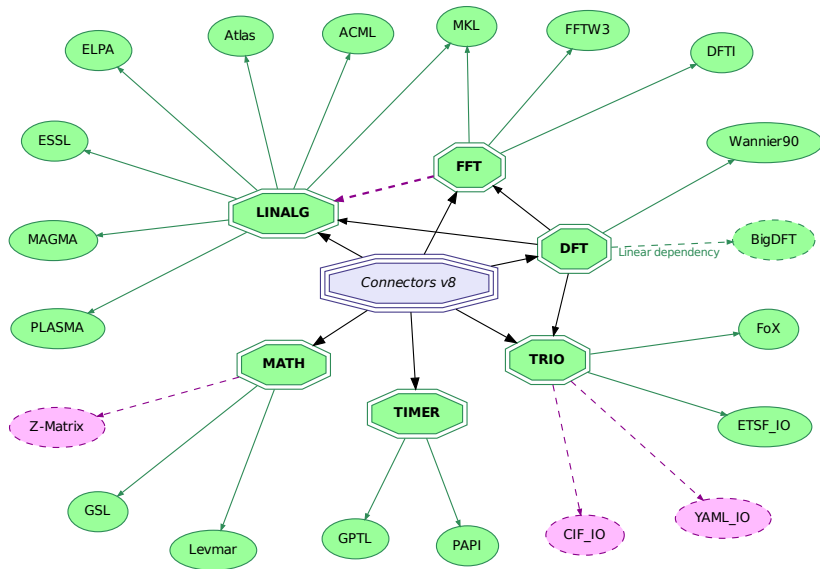 MKL
FFTW3
ACML
Atlas
ELPA
DFTI
ESSL
Wannier90
FFT
LINALG
MAGMA
DFT
BigDFT
Linear dependency
Connectors v8
PLASMA
FoX
MATH
TRIO
TIMER
Z-Matrix
ETSF_IO
GSL
YAML_IO
CIF_IO
GPTL
PAPI
Levmar